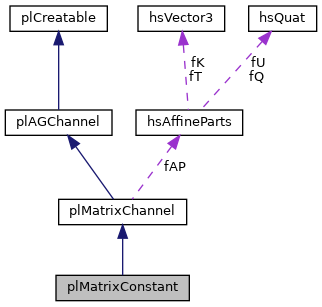 plCreatable
hsVector3
hsQuat
fK
fT
fU
fQ
plAGChannel
hsAffineParts
fAP
plMatrixChannel
plMatrixConstant